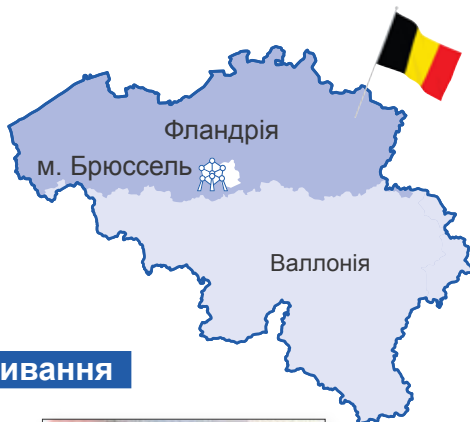 Фландрія
м. Брюссель
Валлонія
ивання